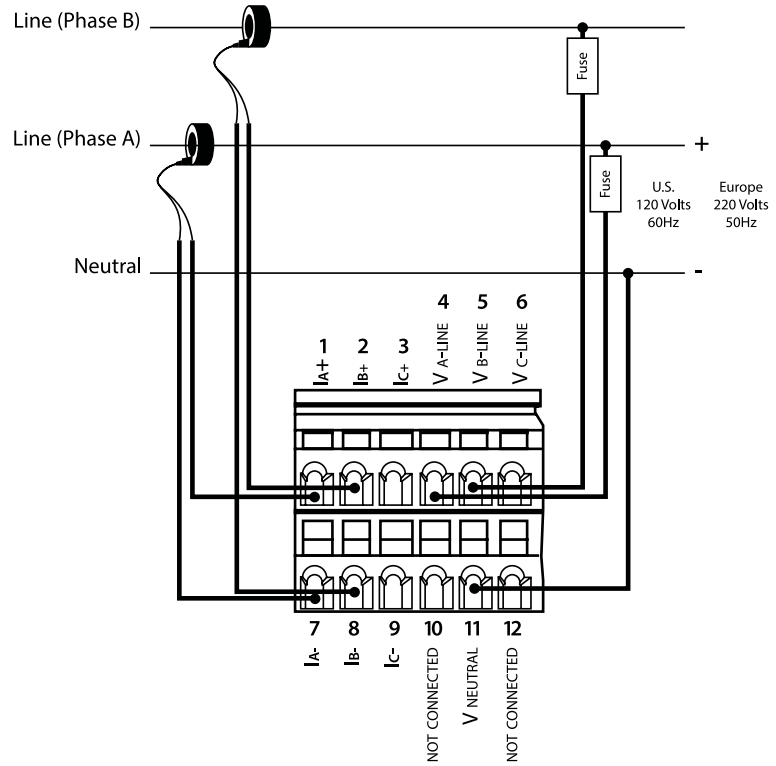 Line (Phase B)
Fuse
Line (Phase A)
+
Fuse
U.S.
120 Volts
60Hz
Europe
220 Volts
50Hz
Neutral
-
1
IA+
2
IB+
3
IC+
4
V A-LINE
5
V B-LINE
6
V C-LINE
7
IA-
8
IB-
9
IC-
10
NOT CONNECTED
11
V NEUTRAL
12
NOT CONNECTED